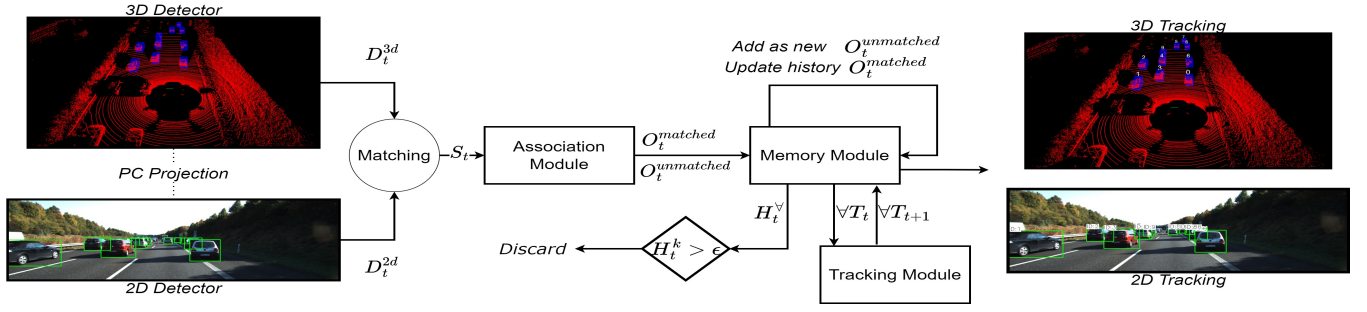 3D Detector
D_t^{3d}
PC Projection
2D Detector
D_t^{2d}
Matching
S_t
Association
Module
O_t^{matched}
O_t^{unmatched}
Add as new O_t^{unmatched}
Update history O_t^{matched}
Memory Module
H_t^∀
∀T_t
∀T_{t+1}
Discard
H_t^k > ϵ
Tracking Module
3D Tracking
2D Tracking